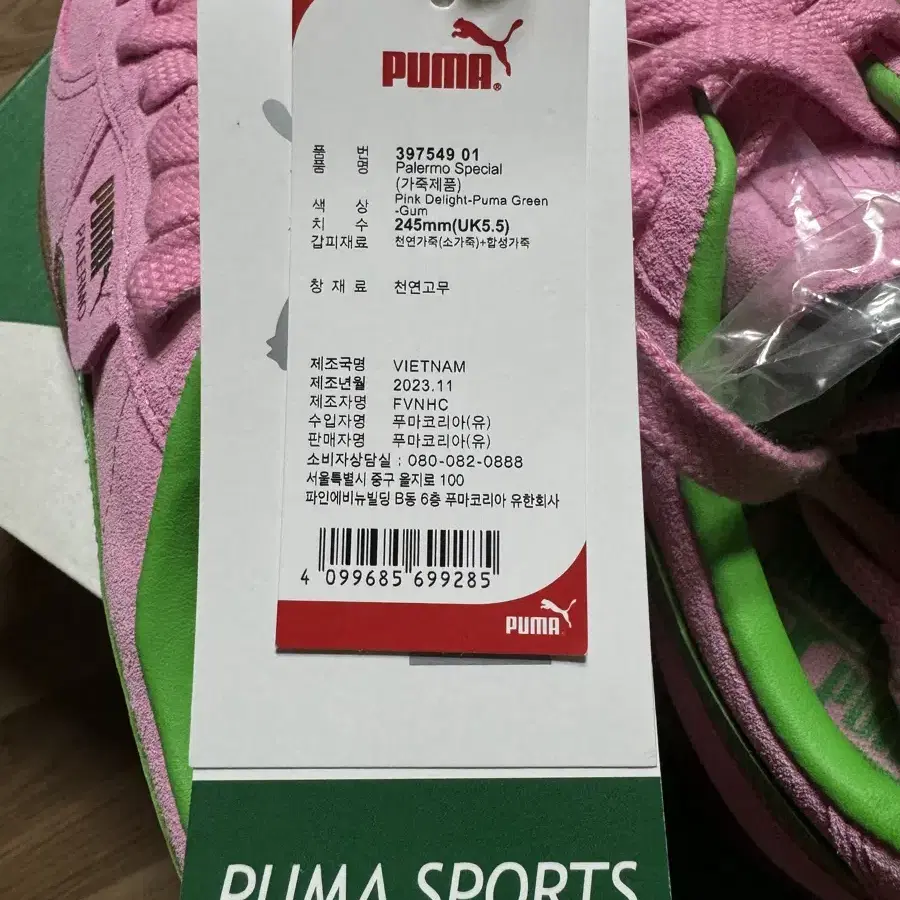 PUMA®
품 번 397549 01
품 명 Palermo Special
(가죽제품)
색 상 Pink Delight-Puma Green
-Gum
치 수 245mm(UK5.5)
갑피재료 천연가죽(소가죽)+합성가죽
창 재 료 천연고무
제조국명 VIETNAM
제조년월 2023.11
제조자명 FVNHC
수입자명 푸마코리아(유)
판매자명 푸마코리아(유)
소비자상담실 : 080-082-0888
서울특별시 중구 을지로 100
파인에비뉴빌딩 B동 6층 푸마코리아 유한회사
4 099685 699285
PUMA
PUMA SPORTS
PUMA
PALERMO